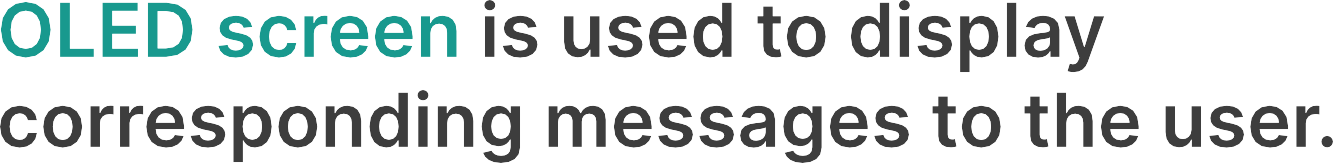 OLED screen is used to display
corresponding messages to the user.